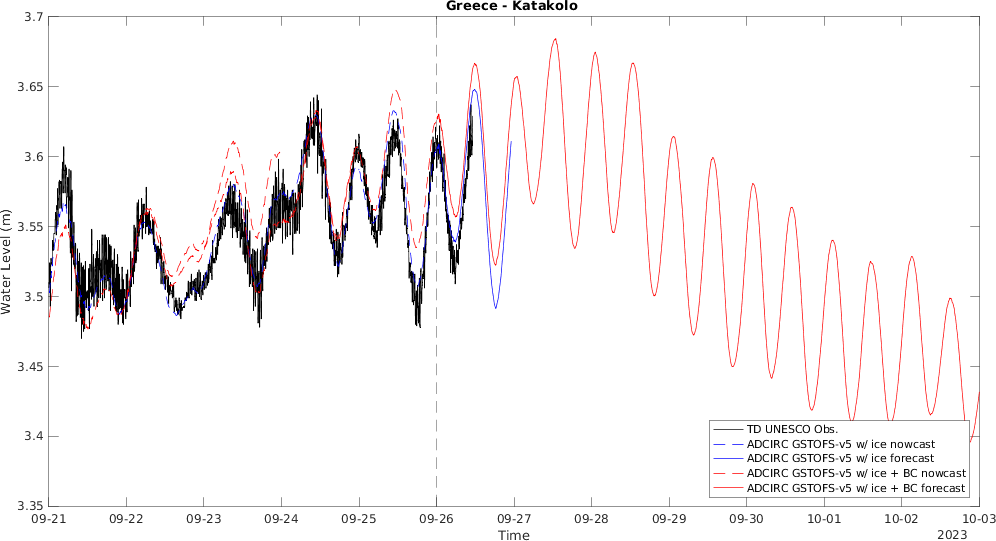 Greece - Katakolo
3.7
3.65
3.6
3.55
3.5
3.45
3.4
3.35
Water Level (m)
TD UNESCO Obs.
ADCIRC GSTOFS-v5 w/ ice nowcast
ADCIRC GSTOFS-v5 w/ ice forecast
ADCIRC GSTOFS-v5 w/ ice + BC nowcast
ADCIRC GSTOFS-v5 w/ ice + BC forecast
09-21 09-22 09-23 09-24 09-25 09-26 09-27 09-28 09-29 09-30 10-01 10-02 10-03
Time
2023